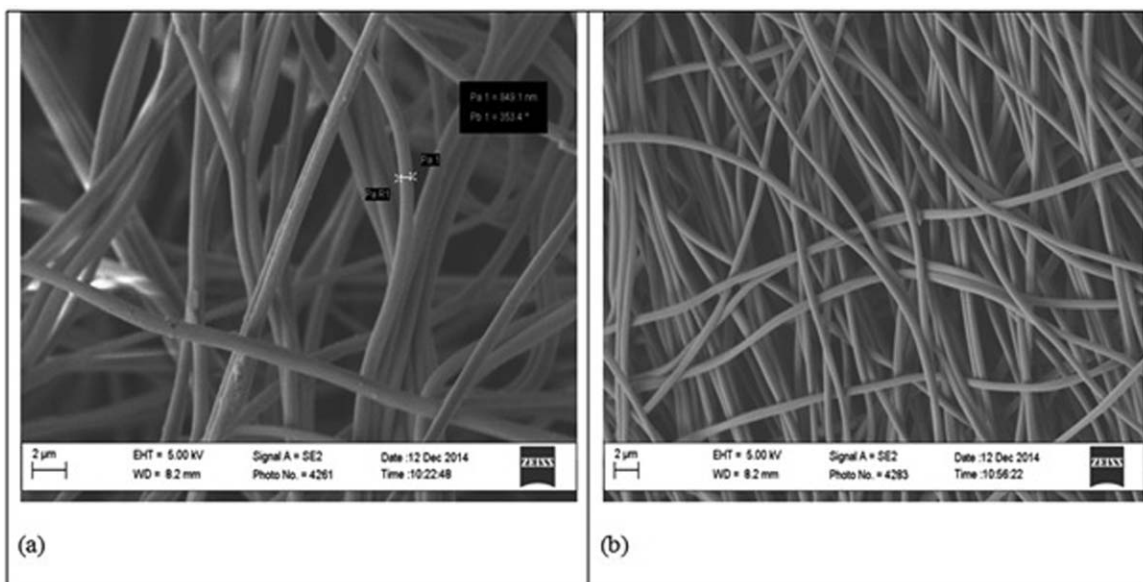 Pa 1 = 849.1 nm
Pb 1 = 353.4 °
Pa 1
Pa R1
2 µm
EHT = 5.00 kV
WD = 8.2 mm
Signal A = SE2
Photo No. = 4261
Date :12 Dec 2014
Time :10:22:48
ZEISS
2 µm
EHT = 5.00 kV
WD = 8.2 mm
Signal A = SE2
Photo No. = 4283
Date :12 Dec 2014
Time :10:56:22
ZEISS
(a)
(b)